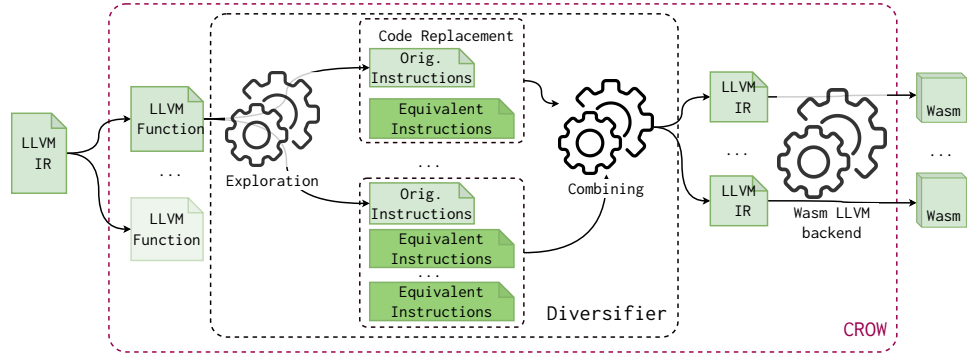 LLVM
IR
LLVM
Function
...
LLVM
Function
Exploration
Code Replacement
Orig.
Instructions
Equivalent
Instructions
...
Orig.
Instructions
Equivalent
Instructions
...
Equivalent
Instructions
Combining
Diversifier
LLVM
IR
...
LLVM
IR
Wasm LLVM
backend
Wasm
...
Wasm
CROW